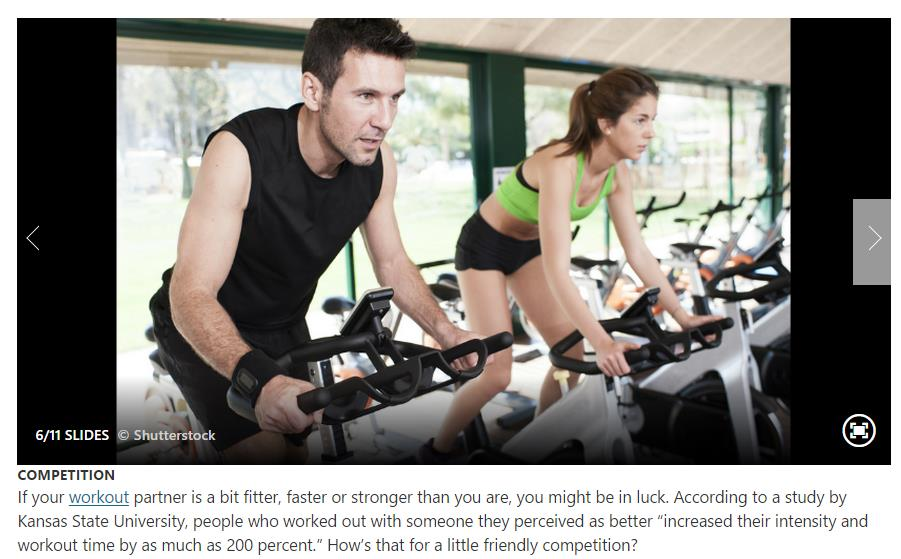 6/11 SLIDES © Shutterstock
COMPETITION
If your workout partner is a bit fitter, faster or stronger than you are, you might be in luck. According to a study by
Kansas State University, people who worked out with someone they perceived as better “increased their intensity and
workout time by as much as 200 percent.” How’s that for a little friendly competition?